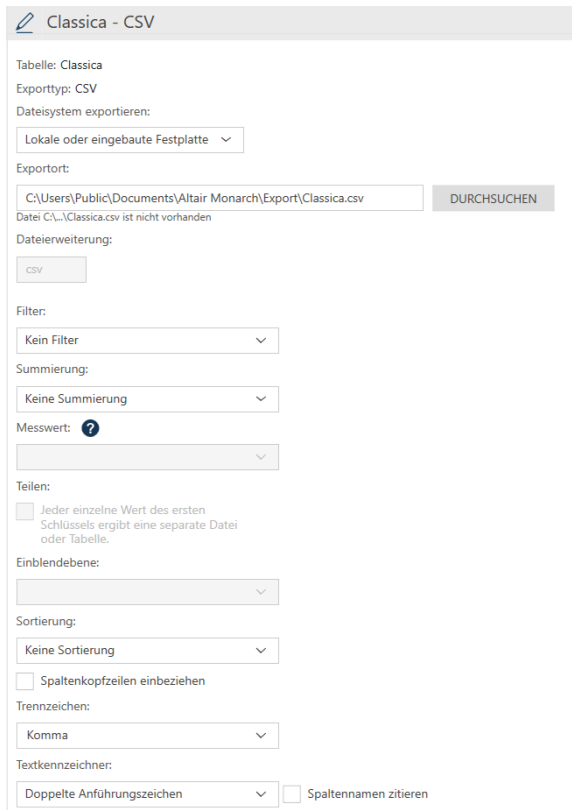 Classica - CSV
Tabelle: Classica
Exporttyp: CSV
Dateisystem exportieren:
Lokale oder eingebaute Festplatte
Exportort:
C:\Users\Public\Documents\Altair Monarch\Export\Classica.csv
DURCHSUCHEN
Datei C:\...\Classica.csv ist nicht vorhanden
Dateierweiterung:
csv
Filter:
Kein Filter
Summierung:
Keine Summierung
Messwert: ?
Teilen:
Jeder einzelne Wert des ersten
Schlüssels ergibt eine separate Datei
oder Tabelle.
Einblendebene:
Sortierung:
Keine Sortierung
Spaltenkopfzeilen einbeziehen
Trennzeichen:
Komma
Textkennzeichner:
Doppelte Anführungszeichen
Spaltennamen zitieren